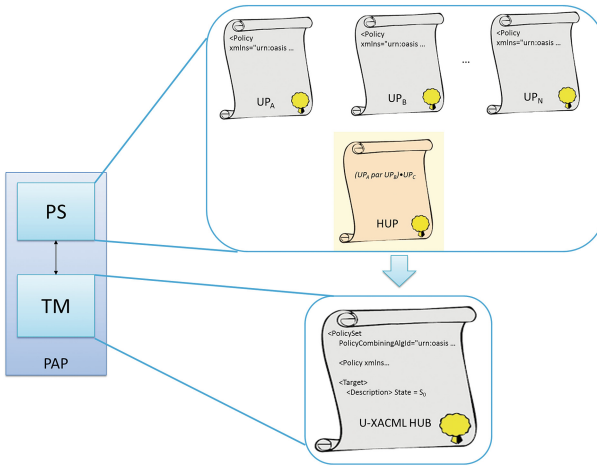 <Policy
xmlns="urn:oasis ...
UPA
<Policy
xmlns="urn:oasis ...
UPB
...
<Policy
xmlns="urn:oasis ...
UPN
(UPA par UPB)•UPC
HUP
PS
TM
PAP
<PolicySet
PolicyCombiningAlgId="urn:oasis ...
<Policy xmlns...
<Target>
<Description> State = S0
U-XACML HUB